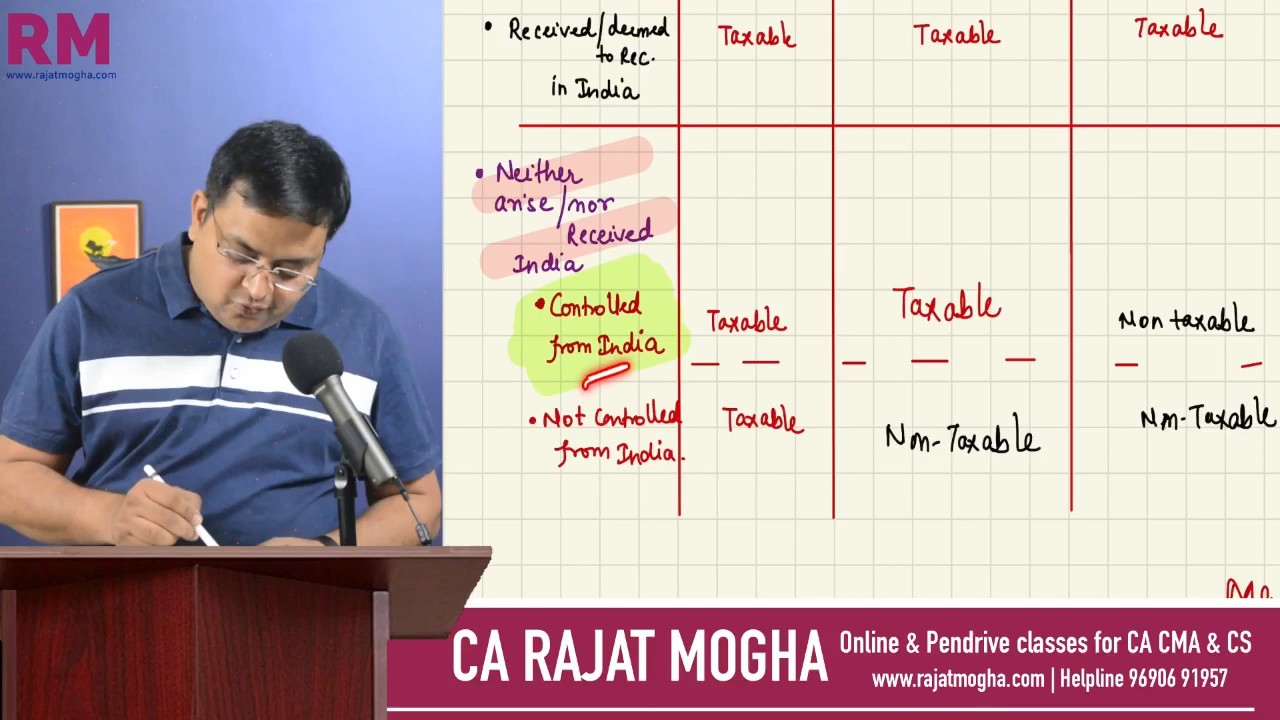 RM
www.rajatmogha.com
• Received/deemed
to Rec.
in India
Taxable
Taxable
Taxable
• Neither
arise/nor
Received
India
• Controlled
from India
Taxable
Taxable
Non taxable
• Not Controlled
from India.
Taxable
Non-Taxable
Non-Taxable
CA RAJAT MOGHA
Online & Pendrive classes for CA CMA & CS
www.rajatmogha.com | Helpline 96906 91957